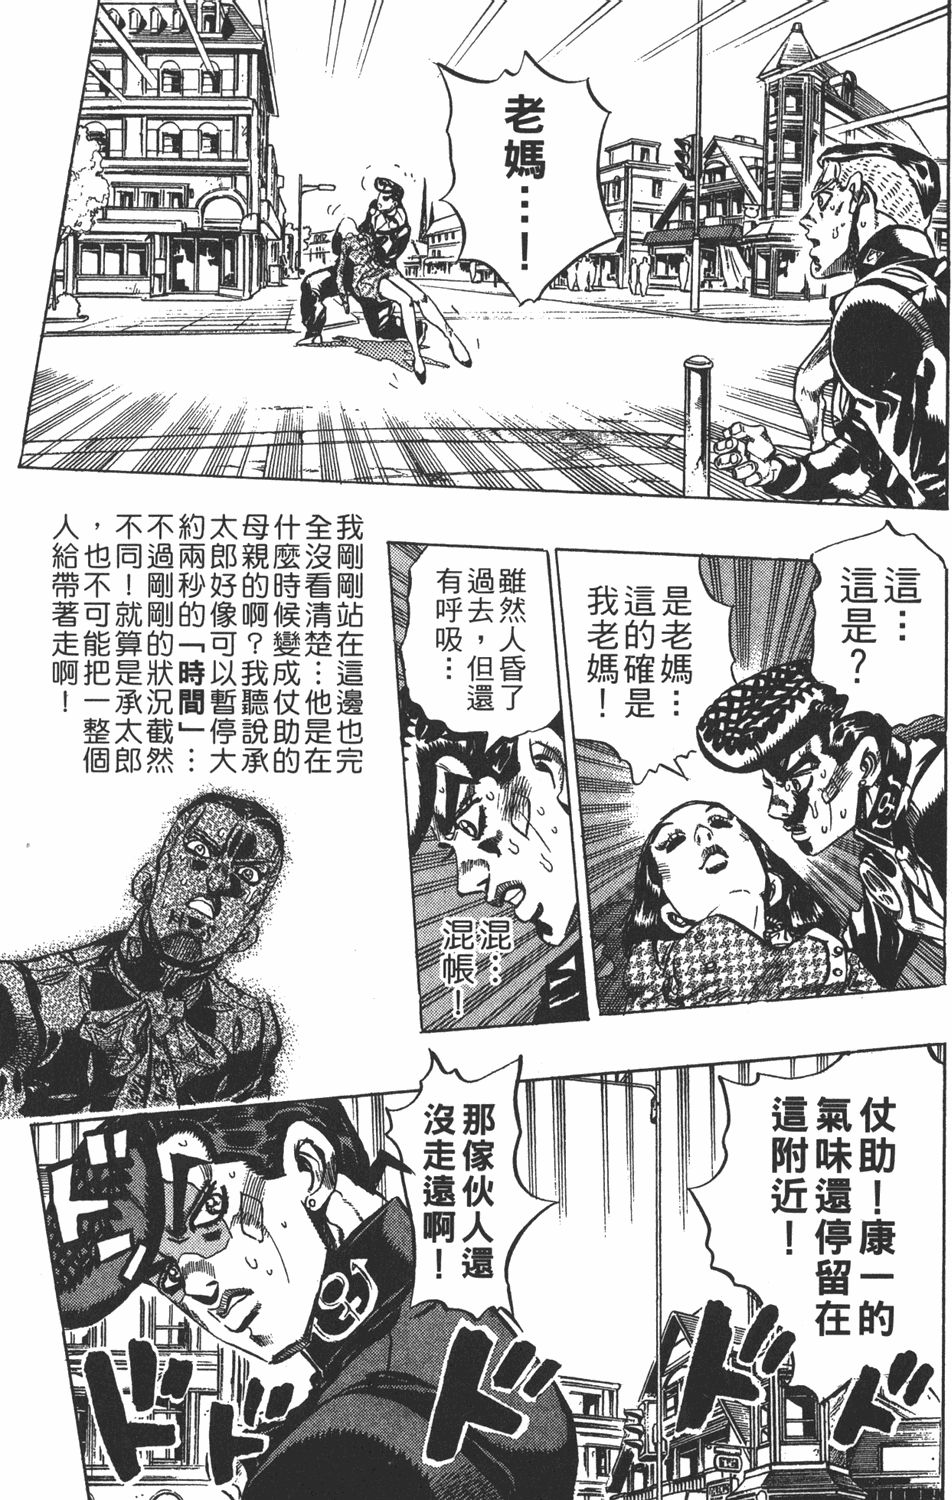 老媽……！
這…
這是？
是老媽…
這的確是
我老媽！
雖然人昏了
過去，但還
有呼吸…
混…
混帳！
我剛剛站在這邊也完
全沒看清楚…他是在
什麼時候變成仗助的
母親的啊？我聽說承
太郎好像可以暫停大
約兩秒的「時間」…
不過剛剛的狀況截然
不同！就算是承太郎
，也不可能把一整個
人給帶著走啊！
仗助！康一的
氣味還停留在
這附近！
那傢伙人還
沒走遠啊！
ドドドドド